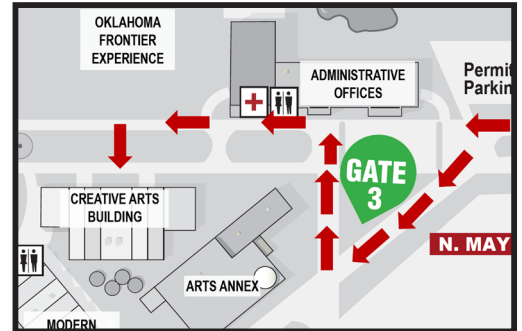 OKLAHOMA
FRONTIER
EXPERIENCE
ADMINISTRATIVE
OFFICES
Permit
Parkin
GATE
3
CREATIVE ARTS
BUILDING
N. MAY
ARTS ANNEX
MODERN